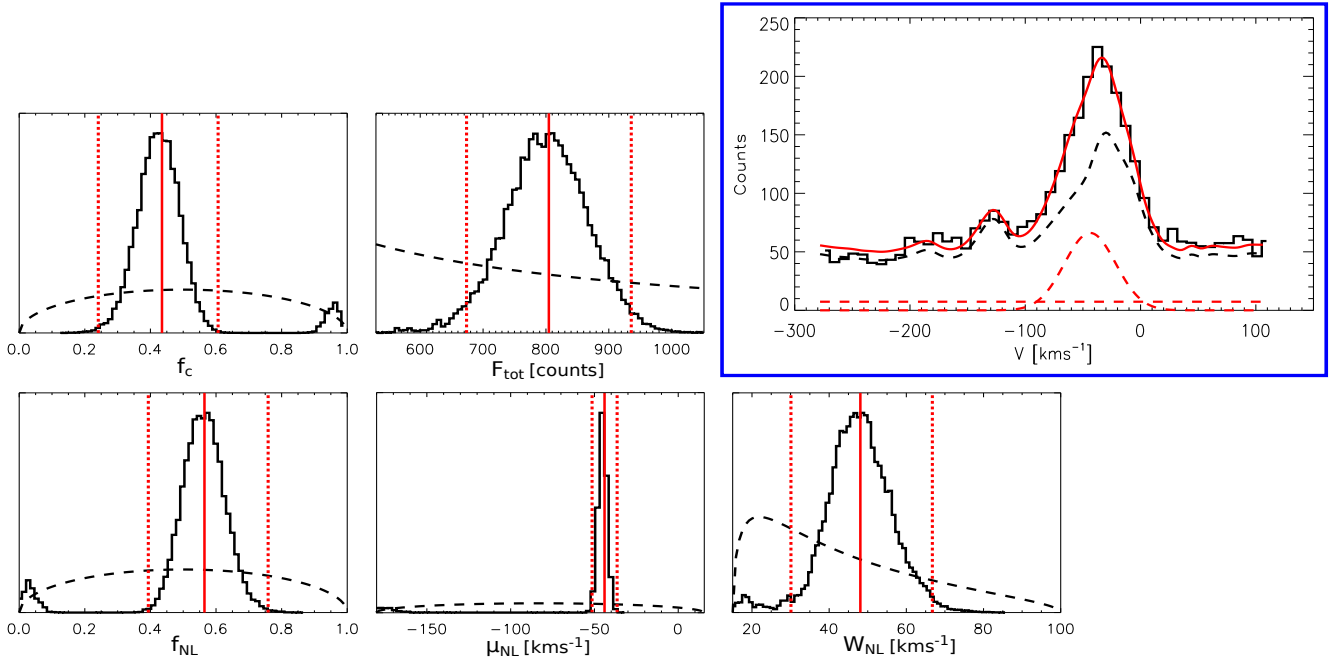 250
200
150
100
50
0
Counts
−300 −200 −100 0 100
V [kms⁻¹]
0.0 0.2 0.4 0.6 0.8 1.0
f_c
600 700 800 900 1000
F_tot [counts]
0.0 0.2 0.4 0.6 0.8 1.0
f_NL
−150 −100 −50 0
μ_NL [kms⁻¹]
20 40 60 80 100
W_NL [kms⁻¹]